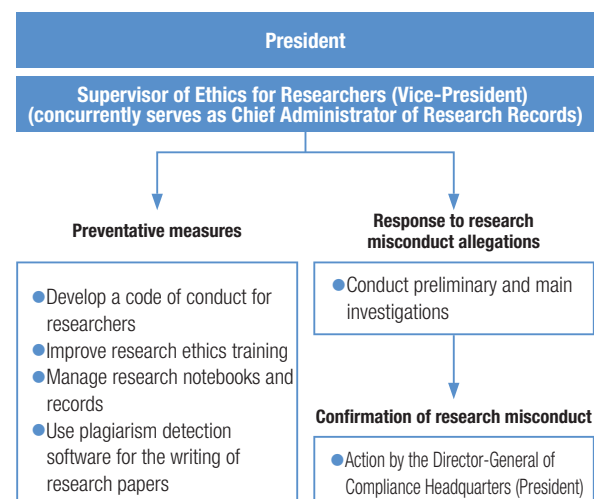 President
Supervisor of Ethics for Researchers (Vice-President)
(concurrently serves as Chief Administrator of Research Records)
Preventative measures
●Develop a code of conduct for
researchers
●Improve research ethics training
●Manage research notebooks and
records
●Use plagiarism detection
software for the writing of
research papers
Response to research
misconduct allegations
●Conduct preliminary and main
investigations
Confirmation of research misconduct
●Action by the Director-General of
Compliance Headquarters (President)